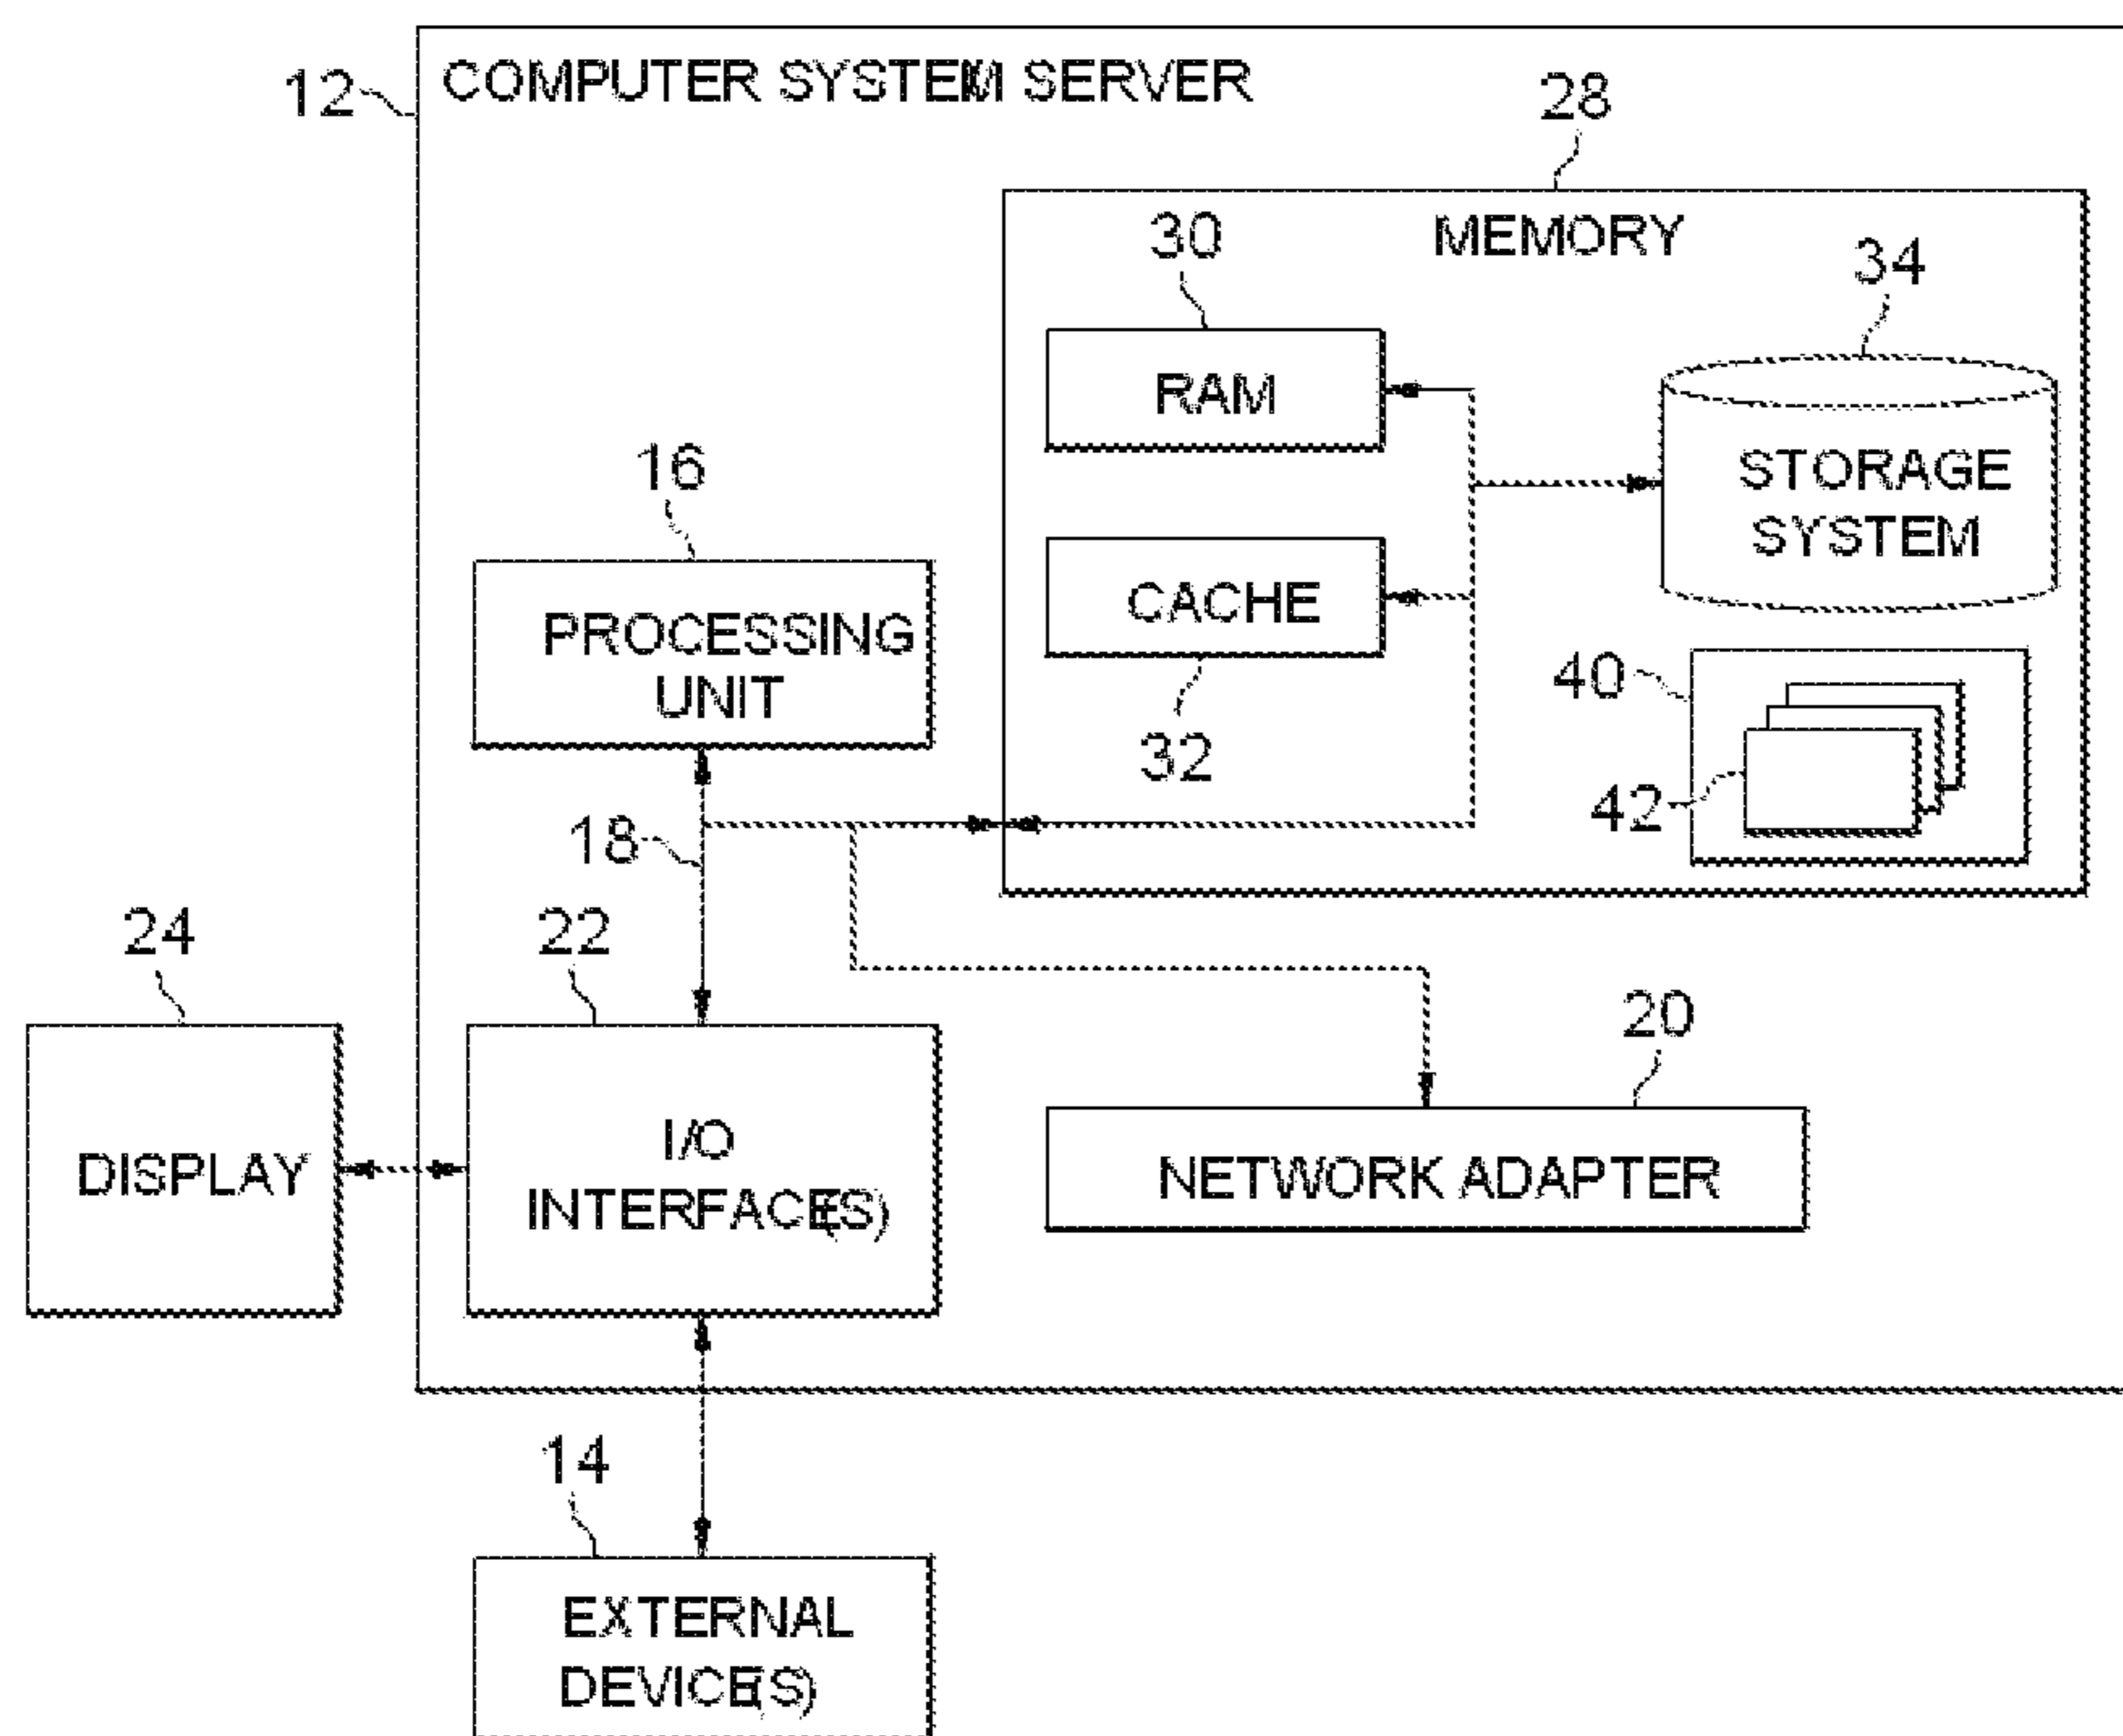 12
COMPUTER SYSTEM SERVER
28
MEMORY
30
34
RAM
STORAGE
SYSTEM
16
PROCESSING
UNIT
CACHE
32
40
42
18
24
22
20
DISPLAY
I/O
INTERFACE(S)
NETWORK ADAPTER
14
EXTERNAL
DEVICE(S)